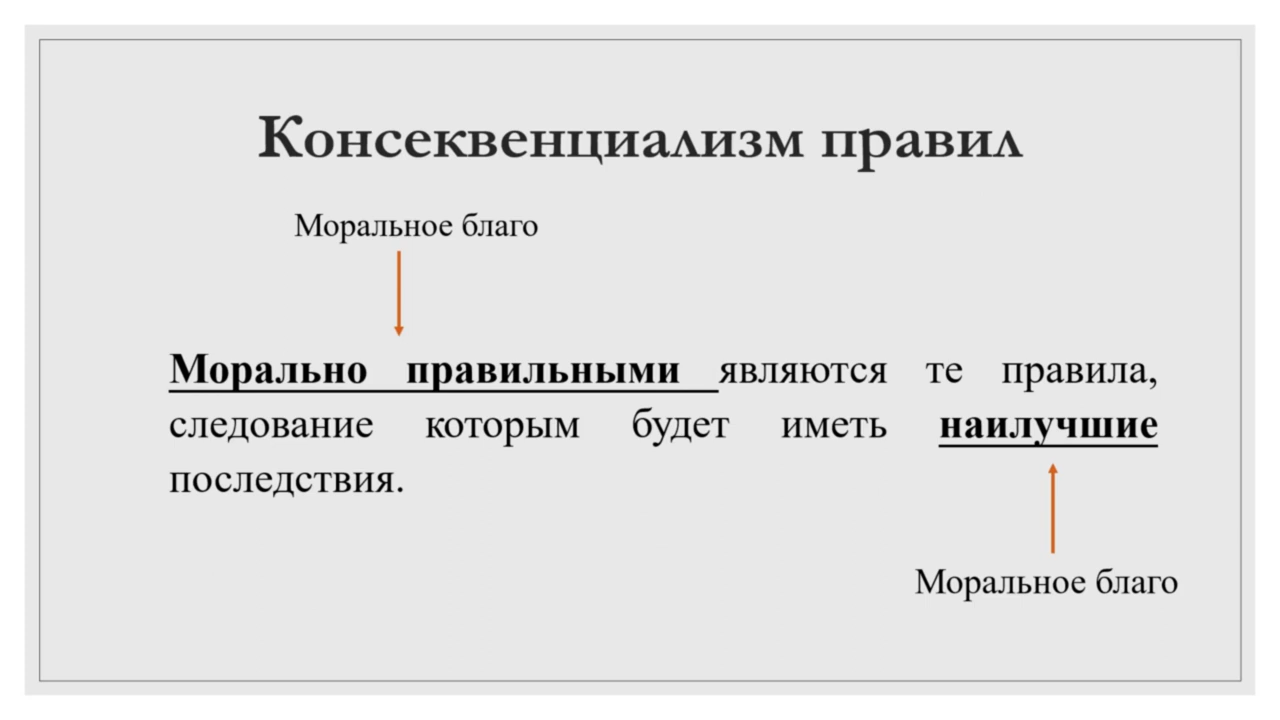 Консеквенциализм правил
Моральное благо
Морально правильными являются те правила,
следование которым будет иметь наилучшие
последствия.
Моральное благо